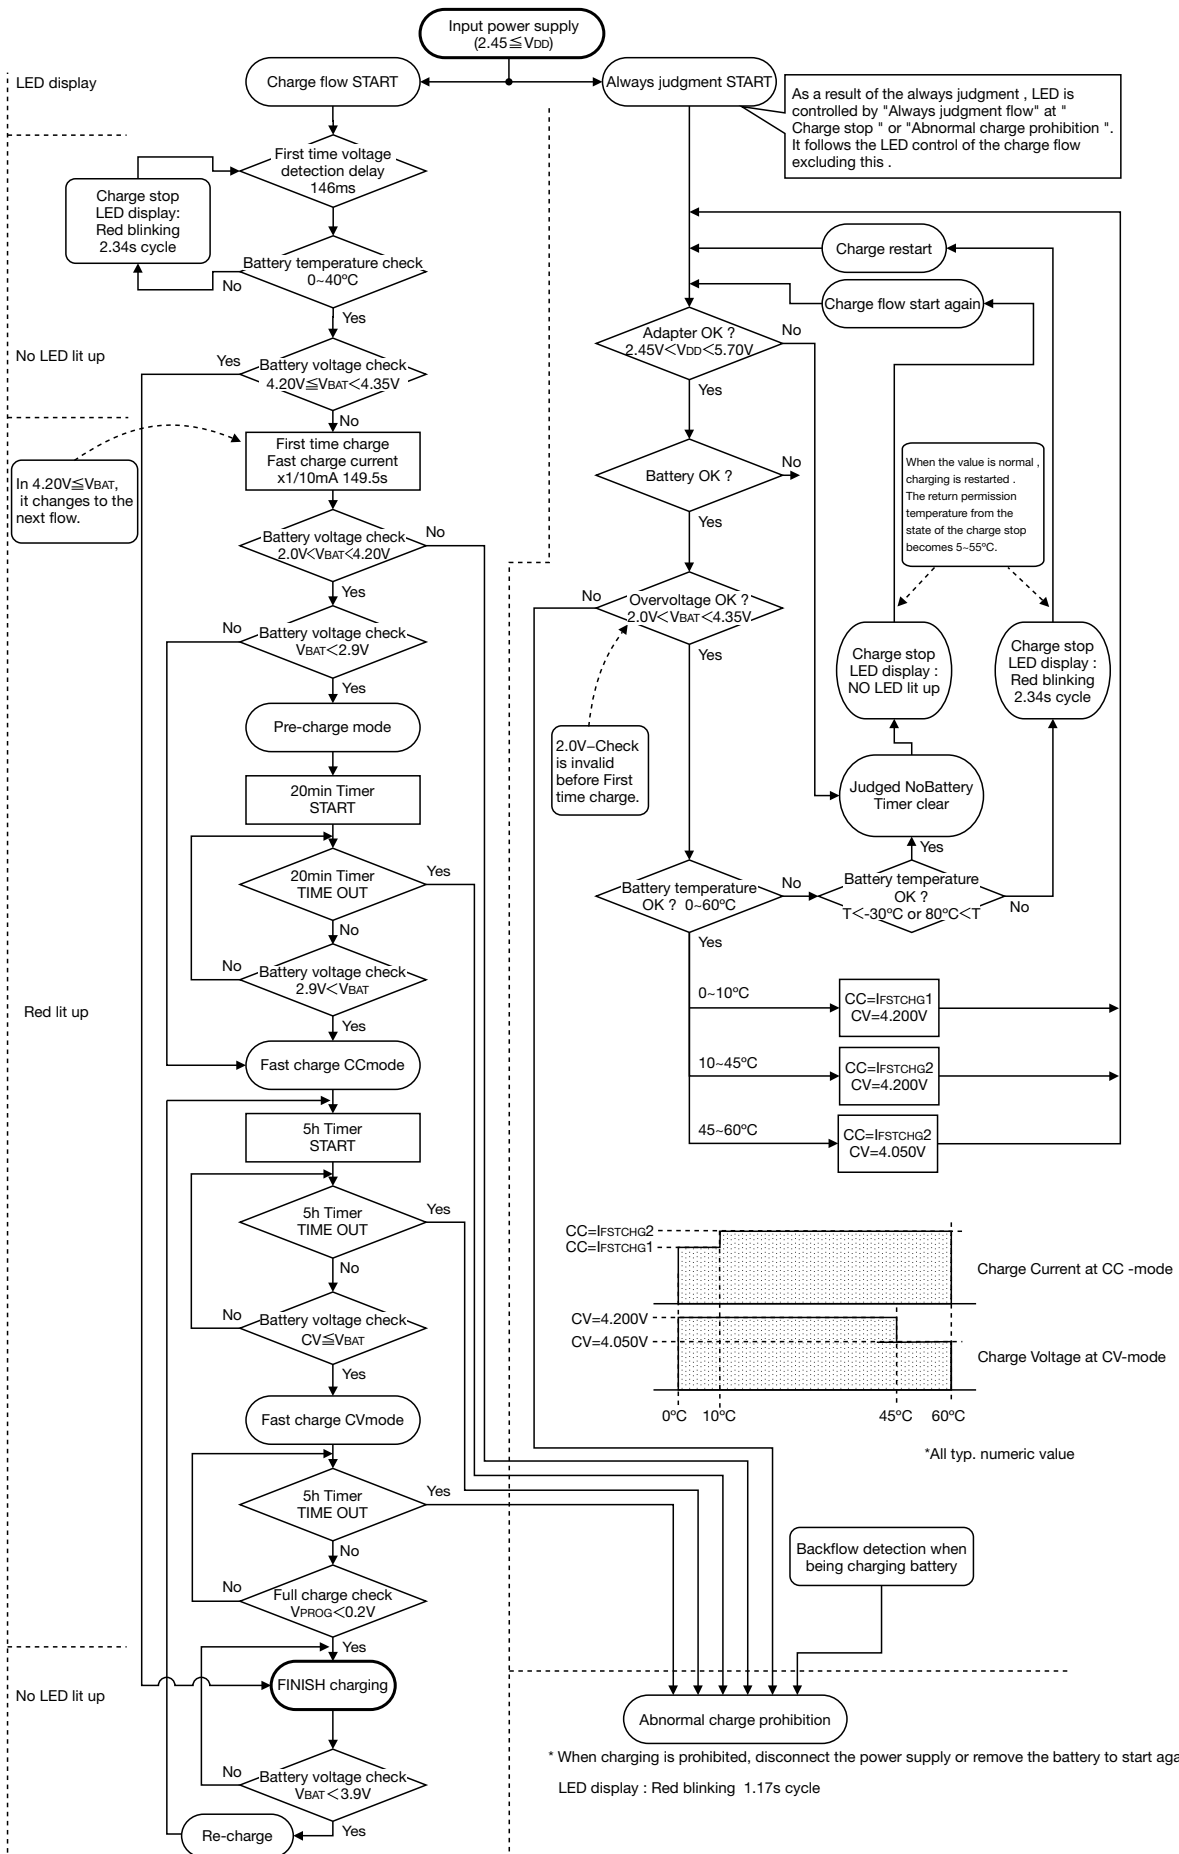 Input power supply
(2.45≦VDD)
LED display
Charge flow START
Always judgment START
As a result of the always judgment , LED is
controlled by "Always judgment flow" at "
Charge stop " or "Abnormal charge prohibition ".
It follows the LED control of the charge flow
excluding this .
First time voltage
detection delay
146ms
Charge stop
LED display:
Red blinking
2.34s cycle
Battery temperature check
0~40ºC
No
Yes
No LED lit up
Yes
Battery voltage check
4.20V≦VBAT<4.35V
No
In 4.20V≦VBAT,
it changes to the
next flow.
First time charge
Fast charge current
x1/10mA 149.5s
Battery voltage check
2.0V<VBAT<4.20V
No
Yes
No
Battery voltage check
VBAT<2.9V
Yes
Pre-charge mode
20min Timer
START
20min Timer
TIME OUT
Yes
No
No
Battery voltage check
2.9V<VBAT
Yes
Red lit up
Fast charge CCmode
5h Timer
START
5h Timer
TIME OUT
Yes
No
No
Battery voltage check
CV≦VBAT
Yes
Fast charge CVmode
5h Timer
TIME OUT
Yes
No
No
Full charge check
VPROG<0.2V
Yes
FINISH charging
No LED lit up
No
Battery voltage check
VBAT<3.9V
Yes
Re-charge
Charge restart
Charge flow start again
Adapter OK ?
2.45V<VDD<5.70V
No
Yes
Battery OK ?
No
Yes
When the value is normal ,
charging is restarted .
The return permission
temperature from the
state of the charge stop
becomes 5~55ºC.
No
Overvoltage OK ?
2.0V<VBAT<4.35V
Yes
Charge stop
LED display :
NO LED lit up
Charge stop
LED display :
Red blinking
2.34s cycle
2.0V–Check
is invalid
before First
time charge.
Judged NoBattery
Timer clear
Yes
Battery temperature
OK ? 0~60ºC
No
Battery temperature
OK ?
T<-30ºC or 80ºC<T
No
Yes
0~10ºC
CC=IFSTCHG1
CV=4.200V
10~45ºC
CC=IFSTCHG2
CV=4.200V
45~60ºC
CC=IFSTCHG2
CV=4.050V
CC=IFSTCHG2
CC=IFSTCHG1
Charge Current at CC -mode
CV=4.200V
CV=4.050V
Charge Voltage at CV-mode
0ºC 10ºC 45ºC 60ºC
*All typ. numeric value
Backflow detection when
being charging battery
Abnormal charge prohibition
* When charging is prohibited, disconnect the power supply or remove the battery to start aga
LED display : Red blinking 1.17s cycle